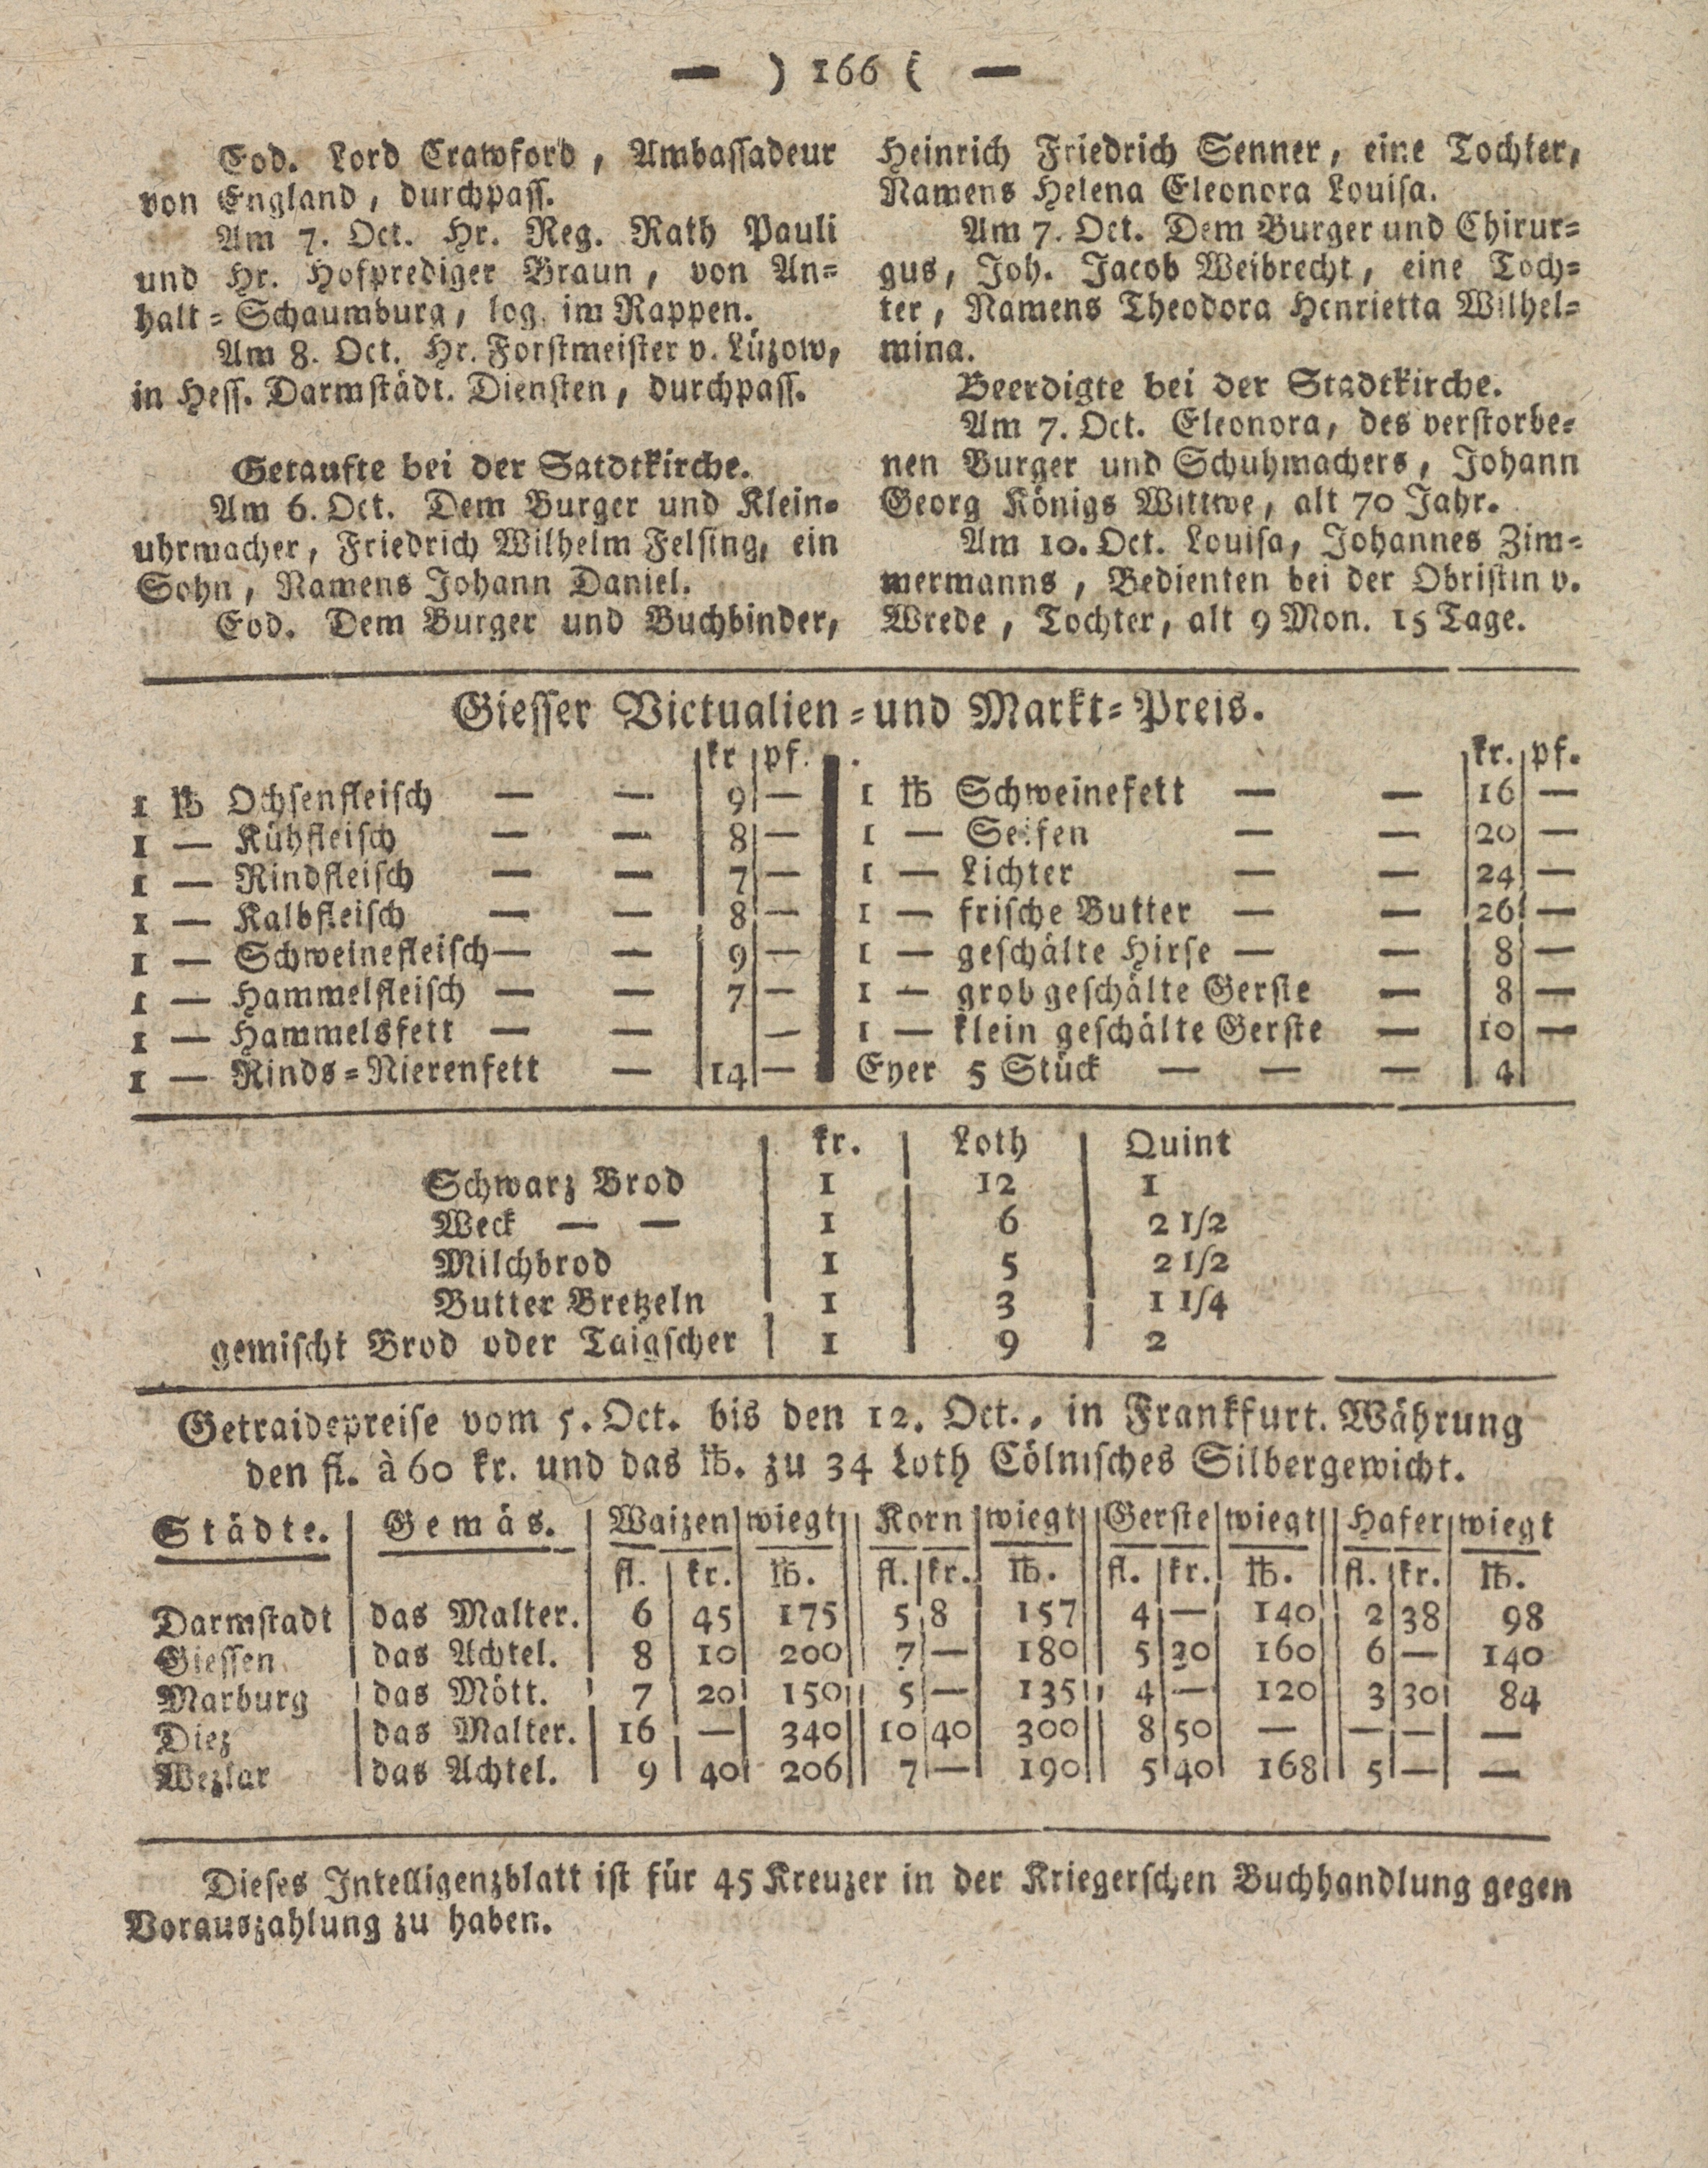 — ) 166 ( —
Eod. Lord Crawford, Ambassadeur
von England, durchpass.
Am 7. Oct. Hr. Reg. Rath Pauli
und Hr. Hofprediger Braun, von An=
halt=Schaumburg, log. im Rappen.
Am 8. Oct. Hr. Forstmeister v. Lüzow,
in Hess. Darmstädt. Diensten, durchpass.
Getaufte bei der Satdtkirche.
Am 6. Oct. Dem Burger und Klein=
uhrmacher, Friedrich Wilhelm Felsing, ein
Sohn, Namens Johann Daniel.
Eod. Dem Burger und Buchbinder,
Heinrich Friedrich Senner, eine Tochter,
Namens Helena Eleonora Louisa.
Am 7. Oct. Dem Burger und Chirur=
gus, Joh. Jacob Weibrecht, eine Toch=
ter, Namens Theodora Henrietta Wilhel=
mina.
Beerdigte bei der Stadtkirche.
Am 7. Oct. Eleonora, des verstorbe=
nen Burger und Schuhmachers, Johann
Georg Königs Wittwe, alt 70 Jahr.
Am 10. Oct. Louisa, Johannes Zim=
mermanns, Bedienten bei der Obristin v.
Wrede, Tochter, alt 9 Mon. 15 Tage.
Giesser Victualien=und Markt=Preis.
kr pf.
1 ℔ Ochsenfleisch — — 9 —
1 — Kühfleisch — — 8 —
1 — Rindfleisch — — 7 —
1 — Kalbfleisch — — 8 —
1 — Schweinefleisch — — 9 —
1 — Hammelfleisch — — 7 —
1 — Hammelsfett — — —
1 — Rinds=Nierenfett — 14 —
kr. pf.
1 ℔ Schweinefett — — 16 —
1 — Seifen — — 20 —
1 — Lichter — — 24 —
1 — frische Butter — — 26 —
1 — geschälte Hirse — — 8 —
1 — grob geschälte Gerste — 8 —
1 — klein geschälte Gerste — 10 —
Eyer 5 Stück — — — 4
kr. Loth Quint
Schwarz Brod 1 12 1
Weck — — 1 6 2 1/2
Milchbrod 1 5 2 1/2
Butter Bretzeln 1 3 1 1/4
gemischt Brod oder Taigscher 1 9 2
Getraidepreise vom 5. Oct. bis den 12. Oct., in Frankfurt. Währung
den fl. à 60 kr. und das ℔. zu 34 Loth Cölnisches Silbergewicht.
Städte. Gemäs. Waizen wiegt Korn wiegt Gerste wiegt Hafer wiegt
fl. kr. ℔. fl. kr. ℔. fl. kr. ℔. fl. kr. ℔.
Darmstadt das Malter. 6 45 175 5 8 157 4 — 140 2 38 98
Giessen das Achtel. 8 10 200 7 — 180 5 30 160 6 — 140
Marburg das Mött. 7 20 150 5 — 135 4 — 120 3 30 84
Diez das Malter. 16 — 340 10 40 300 8 50 — — — —
Wezlar das Achtel. 9 40 206 7 — 190 5 40 168 5 — —
Dieses Intelligenzblatt ist für 45 Kreuzer in der Kriegerschen Buchhandlung gegen
Vorauszahlung zu haben.